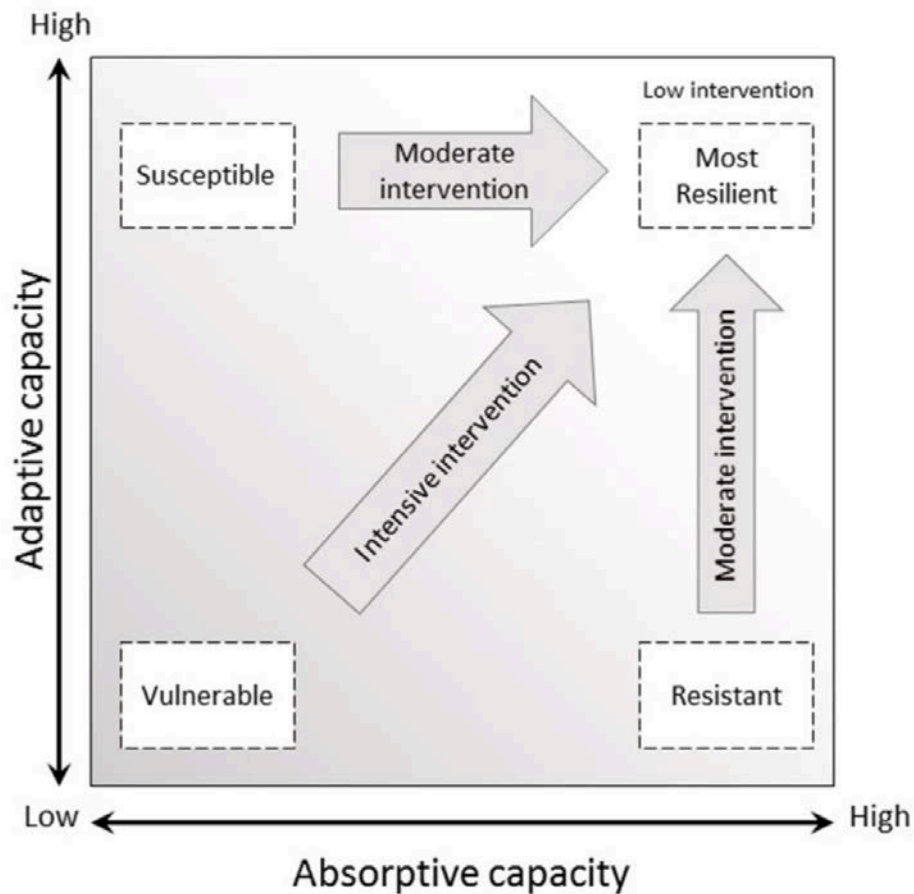 High
Low intervention
Susceptible
Moderate
intervention
Most
Resilient
Adaptive capacity
Intensive intervention
Moderate intervention
Vulnerable
Resistant
Low
High
Absorptive capacity